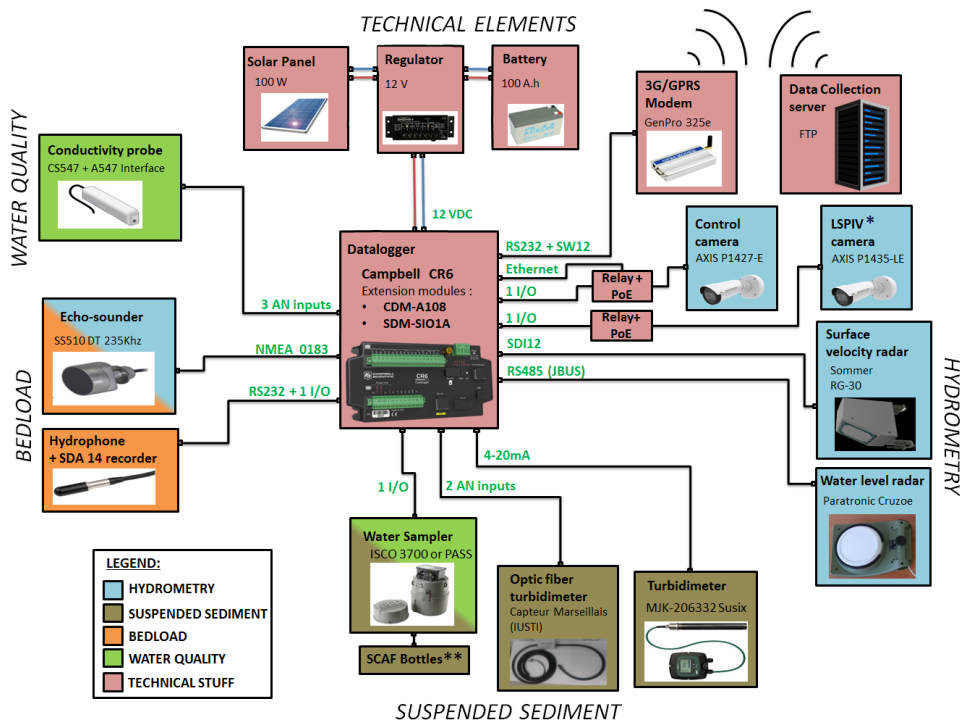 TECHNICAL ELEMENTS
Solar Panel
100 W
Regulator
12 V
Battery
100 A.h
3G/GPRS
Modem
GenPro 325e
Data Collection
server
FTP
WATER QUALITY
Conductivity probe
CS547 + A547 Interface
12 VDC
Datalogger
Campbell CR6
Extension modules :
• CDM-A108
• SDM-SIO1A
CR6
3 AN inputs
NMEA 0183
RS232 + 1 I/O
RS232 + SW12
Ethernet
1 I/O
1 I/O
SDI12
RS485 (JBUS)
Relay +
PoE
Relay+
PoE
Control
camera
AXIS P1427-E
LSPIV *
camera
AXIS P1435-LE
Echo-sounder
SS510 DT 235Khz
BEDLOAD
Hydrophone
+ SDA 14 recorder
Surface
velocity radar
Sommer
RG-30
HYDROMETRY
Water level radar
Paratronic Cruzoe
4-20mA
2 AN inputs
1 I/O
Water Sampler
ISCO 3700 or PASS
SCAF Bottles**
Optic fiber
turbidimeter
Capteur Marseillais
(IUSTI)
Turbidimeter
MJK-206332 Susix
LEGEND:
HYDROMETRY
SUSPENDED SEDIMENT
BEDLOAD
WATER QUALITY
TECHNICAL STUFF
SUSPENDED SEDIMENT